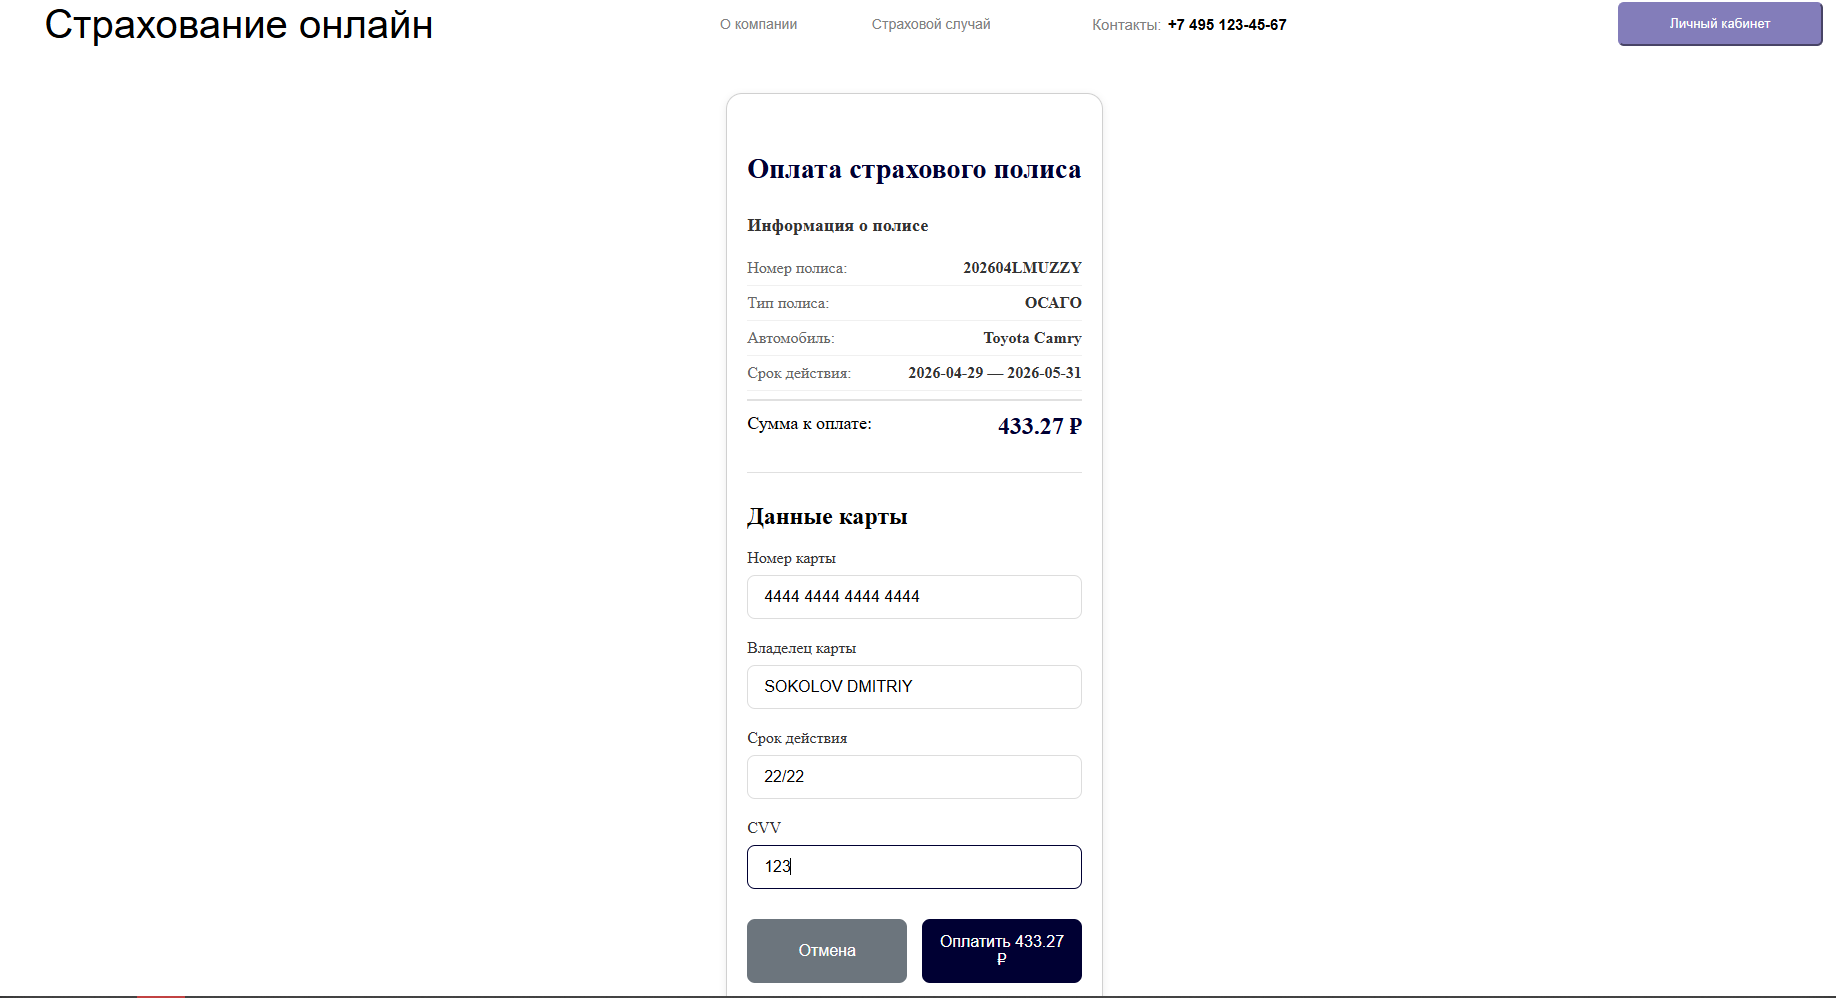 Страхование онлайн
О компании
Страховой случай
Контакты: +7 495 123-45-67
Личный кабинет
Оплата страхового полиса
Информация о полисе
Номер полиса: 202604LMUZZY
Тип полиса: ОСАГО
Автомобиль: Toyota Camry
Срок действия: 2026-04-29 — 2026-05-31
Сумма к оплате: 433.27 ₽
Данные карты
Номер карты
4444 4444 4444 4444
Владелец карты
SOKOLOV DMITRIY
Срок действия
22/22
CVV
123
Отмена
Оплатить 433.27
₽